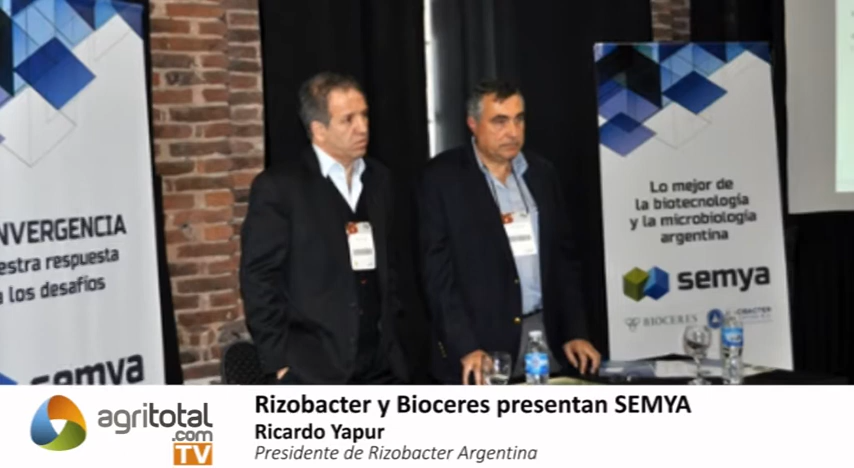 NVERGENCIA
estra respuesta
a los desafíos
semya
Lo mejor de
la biotecnología
y la microbiología
argentina
semya
BIOCERES
agritotal
.com
TV
Rizobacter y Bioceres presentan SEMYA
Ricardo Yapur
Presidente de Rizobacter Argentina